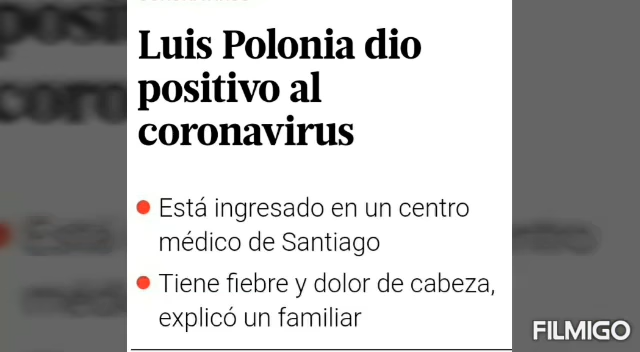 Luis Polonia dio
positivo al
coronavirus
Está ingresado en un centro
médico de Santiago
Tiene fiebre y dolor de cabeza,
explicó un familiar
FILMIGO